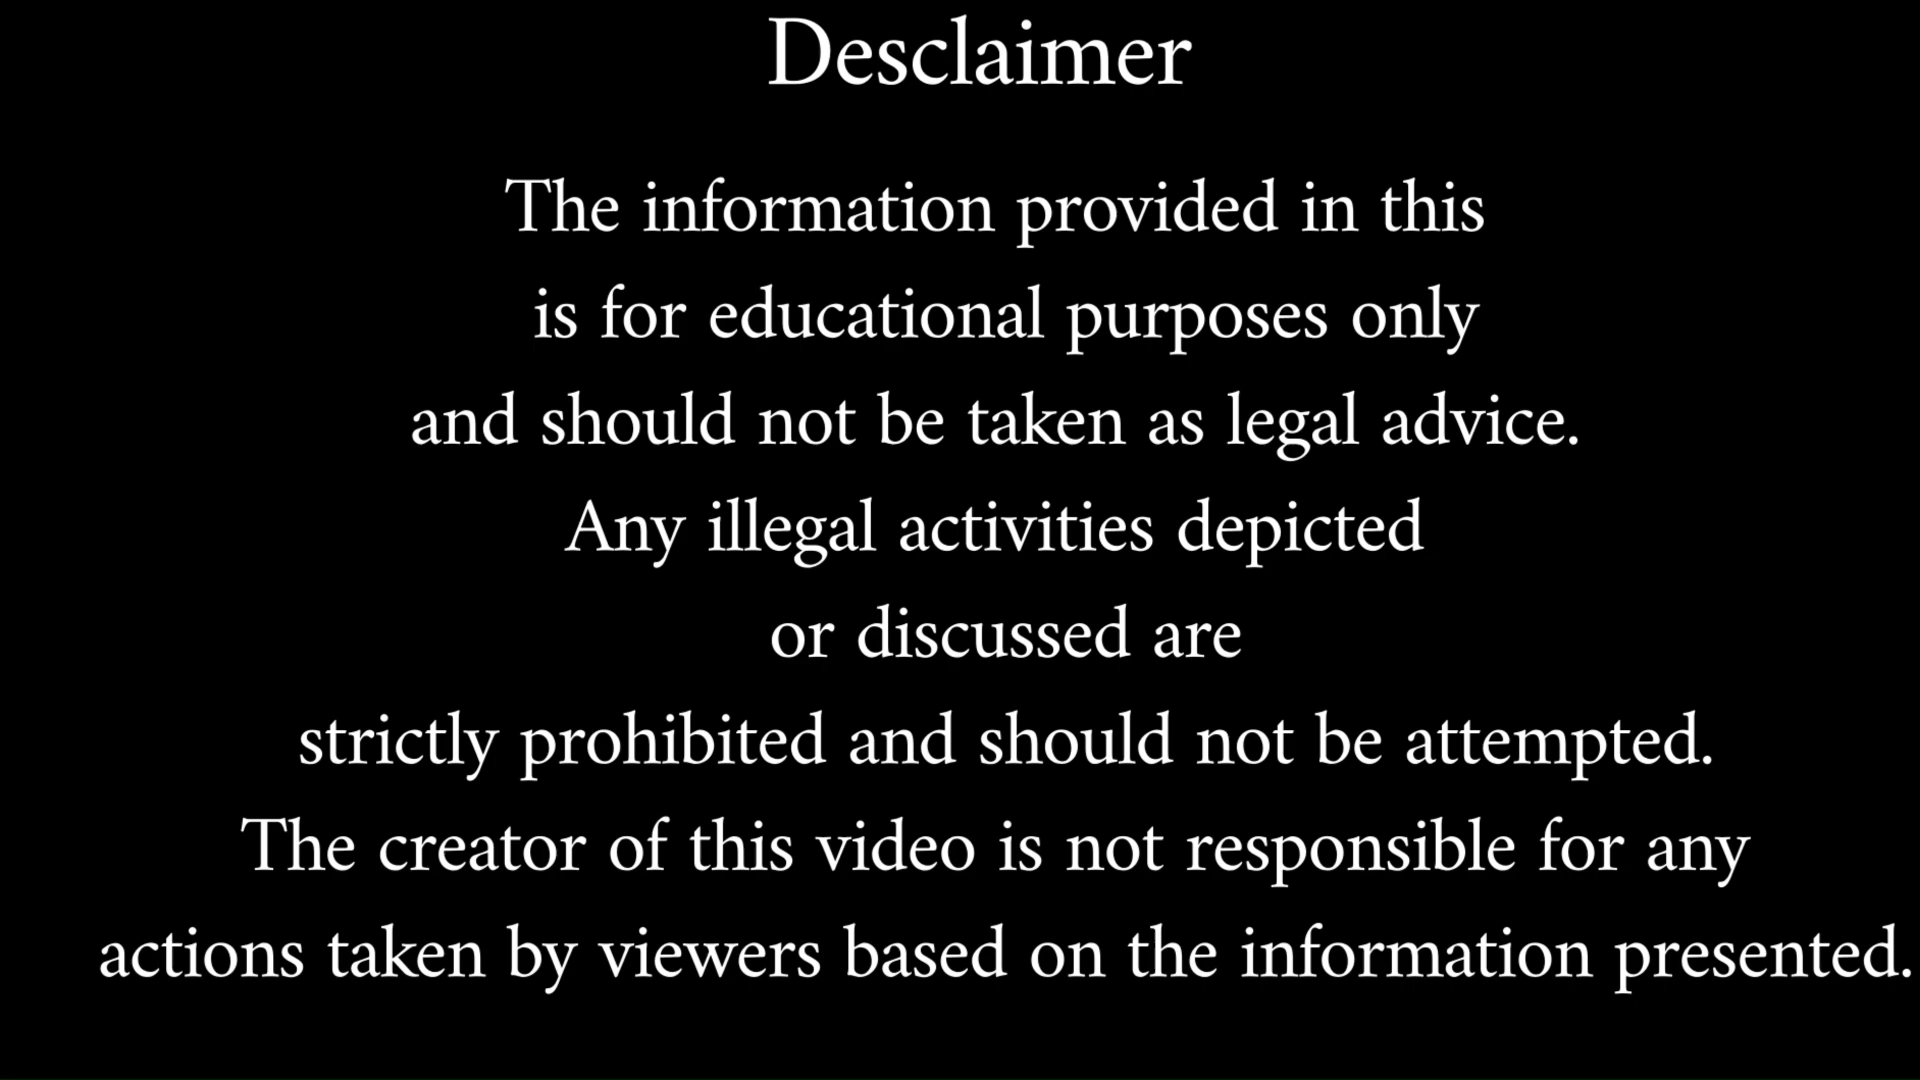 Desclaimer
The information provided in this
is for educational purposes only
and should not be taken as legal advice.
Any illegal activities depicted
or discussed are
strictly prohibited and should not be attempted.
The creator of this video is not responsible for any
actions taken by viewers based on the information presented.